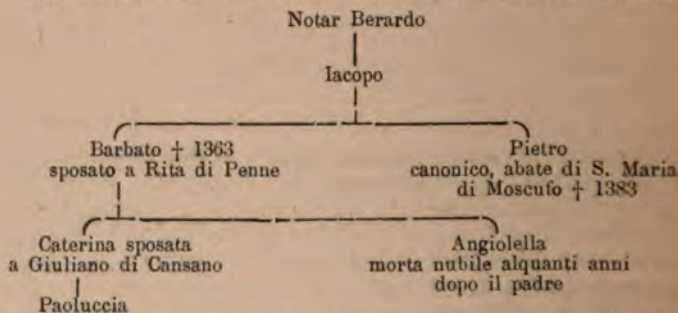 Notar Berardo
Iacopo
Barbato † 1363
sposato a Rita di Penne
Pietro
canonico, abate di S. Maria
di Moscufo † 1383
Caterina sposata
a Giuliano di Cansano
Angiolella
morta nubile alquanti anni
dopo il padre
Paoluccia